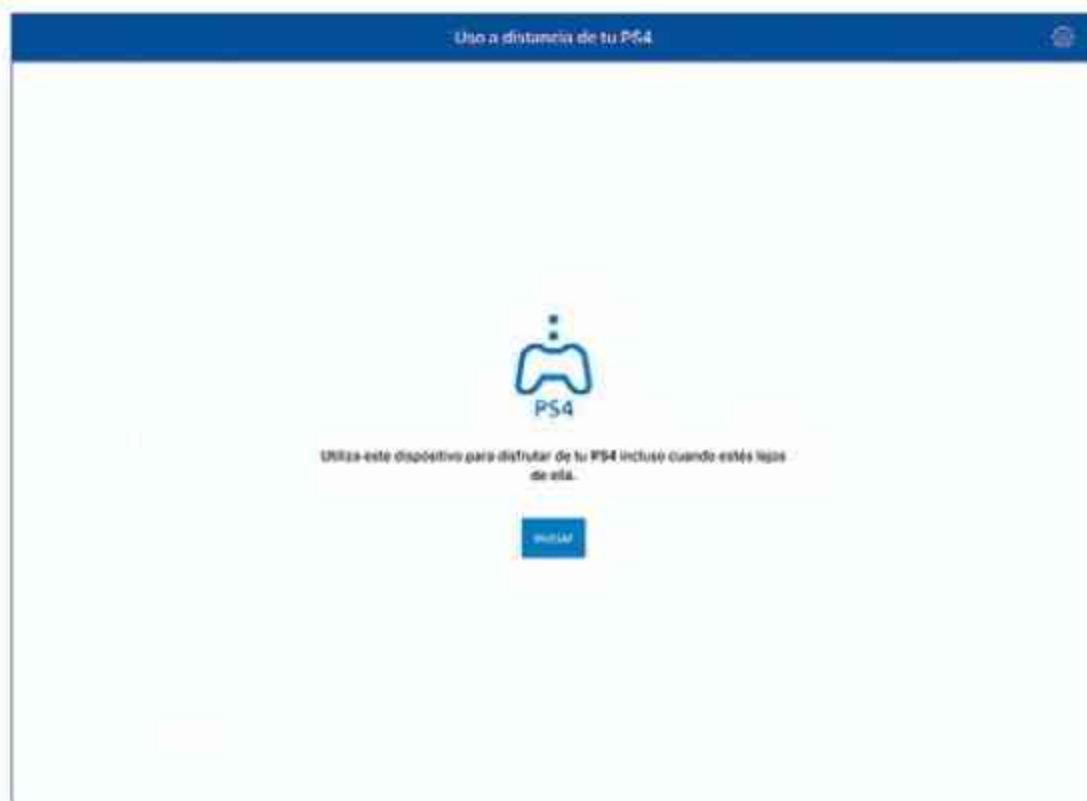 Uso a distancia de tu PS4
PS4
Utiliza este dispositivo para disfrutar de tu PS4 incluso cuando estés lejos
de ella.
INICIAR